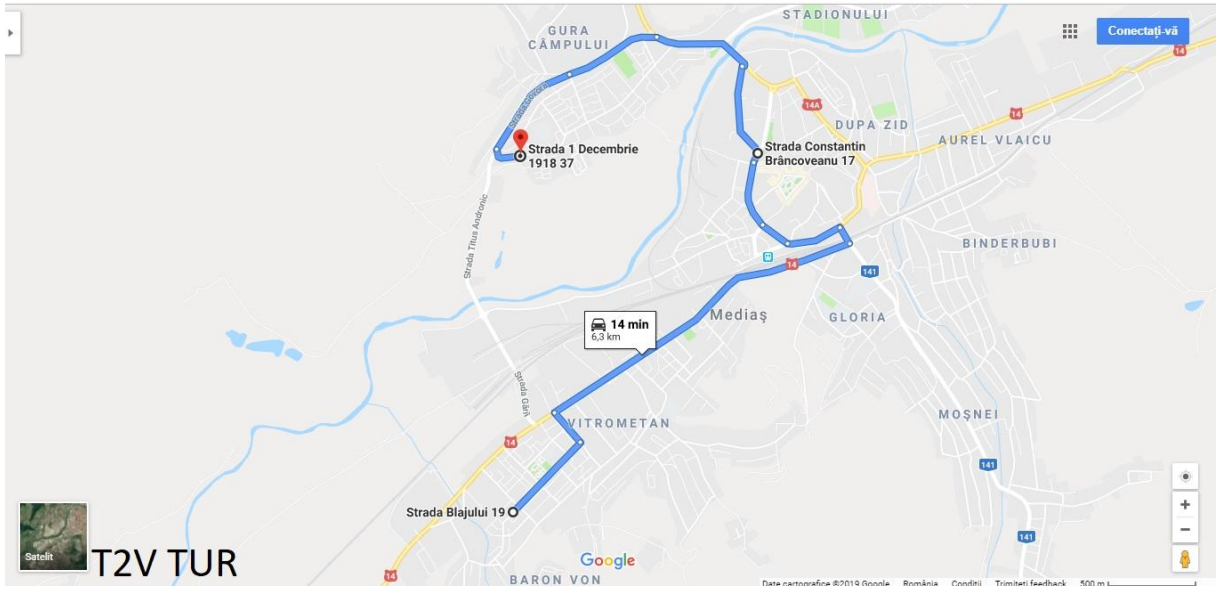 STADIONULUI
GURA
CÂMPULUI
Conectați-vă
14
14A
14
DUPA ZID
AUREL VLAICU
Strada 1 Decembrie
1918 37
Strada Constantin
Brâncoveanu 17
Strada Titus Andronic
BINDERBUBI
14
141
Mediaș
GLORIA
14 min
6,3 km
Strada Gării
VITROMETAN
MOȘNEI
14
141
Strada Blajului 19
141
Satelit
T2V TUR
Google
14
BARON VON
Date cartografice ©2019 Google România Condiții Trimiteți feedback 500 m